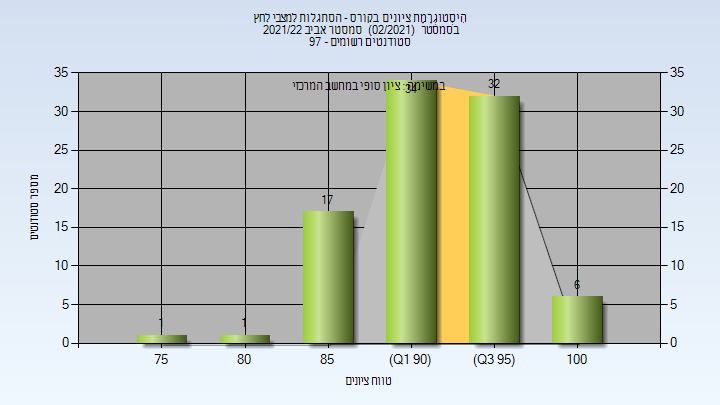 היסטוגרמת ציונים בקורס - הסתגלות למצבי לחץ
בסמסטר (02/2021) סמסטר אביב 2021/22
סטודנטים רשומים - 97
במשימה: ציון סופי במחשב המרכזי
35 35
30 30
25 25
20 20
15 15
10 10
5 5
0 0
מספר סטודנטים
1 1 17 34 32 6
75 80 85 (Q1 90) (Q3 95) 100
טווח ציונים